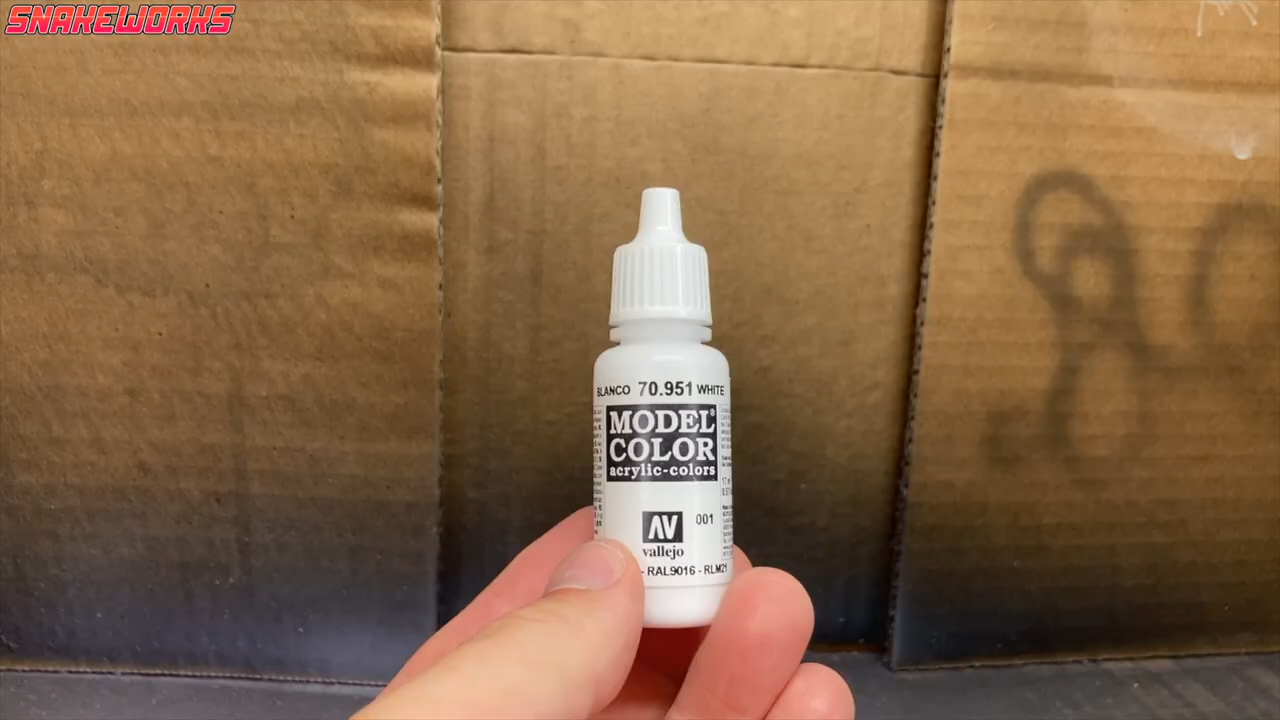 SNAKEWORKS
BLANCO 70.951 WHITE
MODEL®
COLOR
acrylic-colors
001
AV
vallejo
- RAL9016 - RLM21